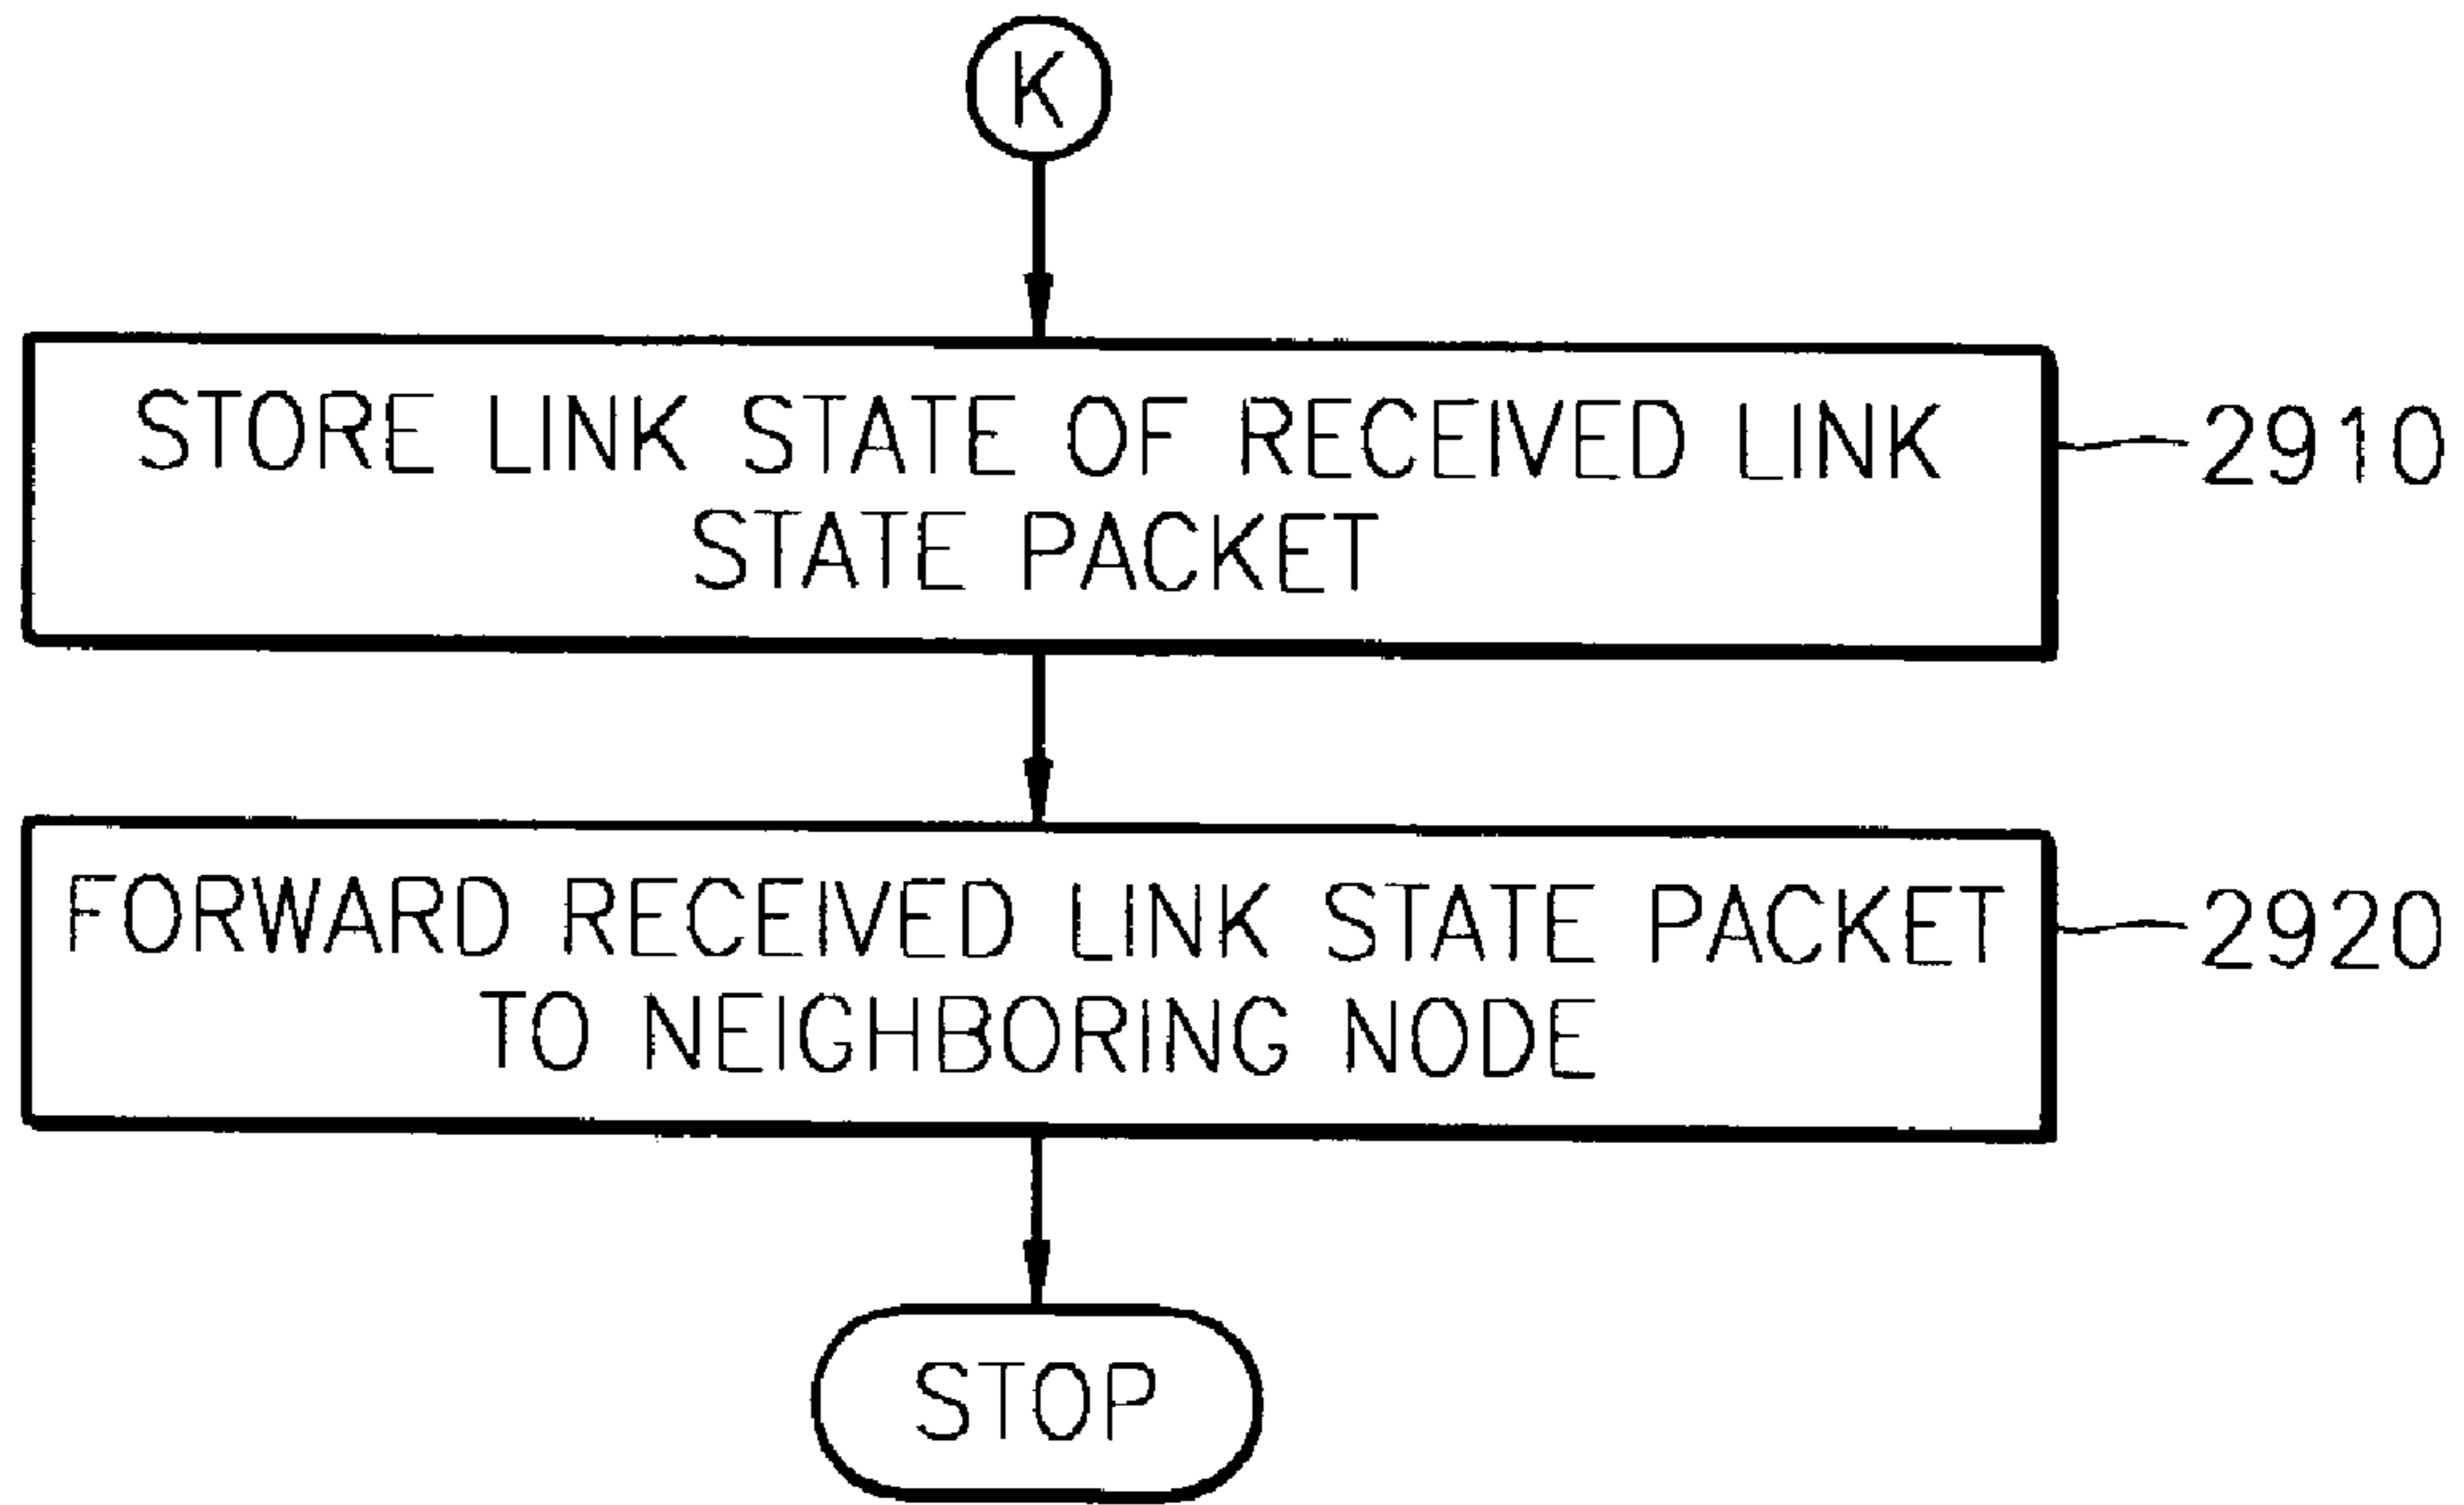 K
STORE LINK STATE OF RECEIVED LINK
STATE PACKET
2910
FORWARD RECEIVED LINK STATE PACKET
TO NEIGHBORING NODE
2920
STOP